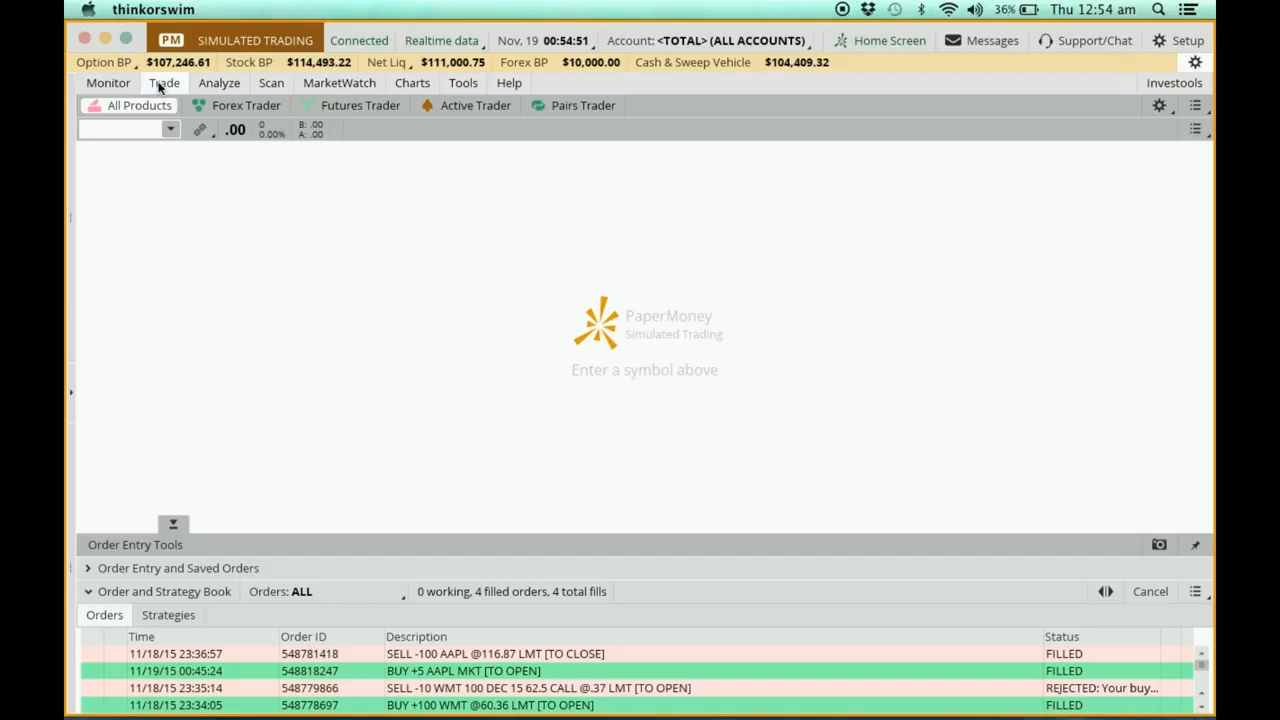 thinkorswim 36% Thu 12:54 am
PM SIMULATED TRADING Connected Realtime data Nov, 19 00:54:51 Account: <TOTAL> (ALL ACCOUNTS) Home Screen Messages Support/Chat Setup
Option BP $107,246.61 Stock BP $114,493.22 Net Liq $111,000.75 Forex BP $10,000.00 Cash & Sweep Vehicle $104,409.32
Monitor Trade Analyze Scan MarketWatch Charts Tools Help Investools
All Products Forex Trader Futures Trader Active Trader Pairs Trader
.00 0 B: .00
0.00% A: .00
PaperMoney
Simulated Trading
Enter a symbol above
Order Entry Tools
Order Entry and Saved Orders
Order and Strategy Book Orders: ALL 0 working, 4 filled orders, 4 total fills Cancel
Orders Strategies
Time Order ID Description Status
11/18/15 23:36:57 548781418 SELL -100 AAPL @116.87 LMT [TO CLOSE] FILLED
11/19/15 00:45:24 548818247 BUY +5 AAPL MKT [TO OPEN] FILLED
11/18/15 23:35:14 548779866 SELL -10 WMT 100 DEC 15 62.5 CALL @.37 LMT [TO OPEN] REJECTED: Your buy...
11/18/15 23:34:05 548778697 BUY +100 WMT @60.36 LMT [TO OPEN] FILLED